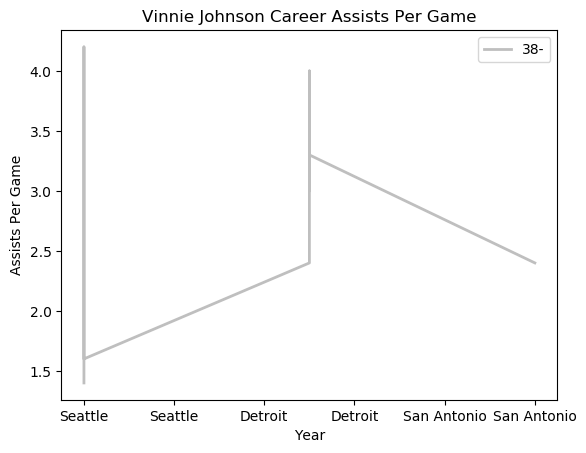 Vinnie Johnson Career Assists Per Game
38-
4.0
3.5
3.0
2.5
2.0
1.5
Assists Per Game
Seattle Seattle Detroit Detroit San Antonio San Antonio
Year